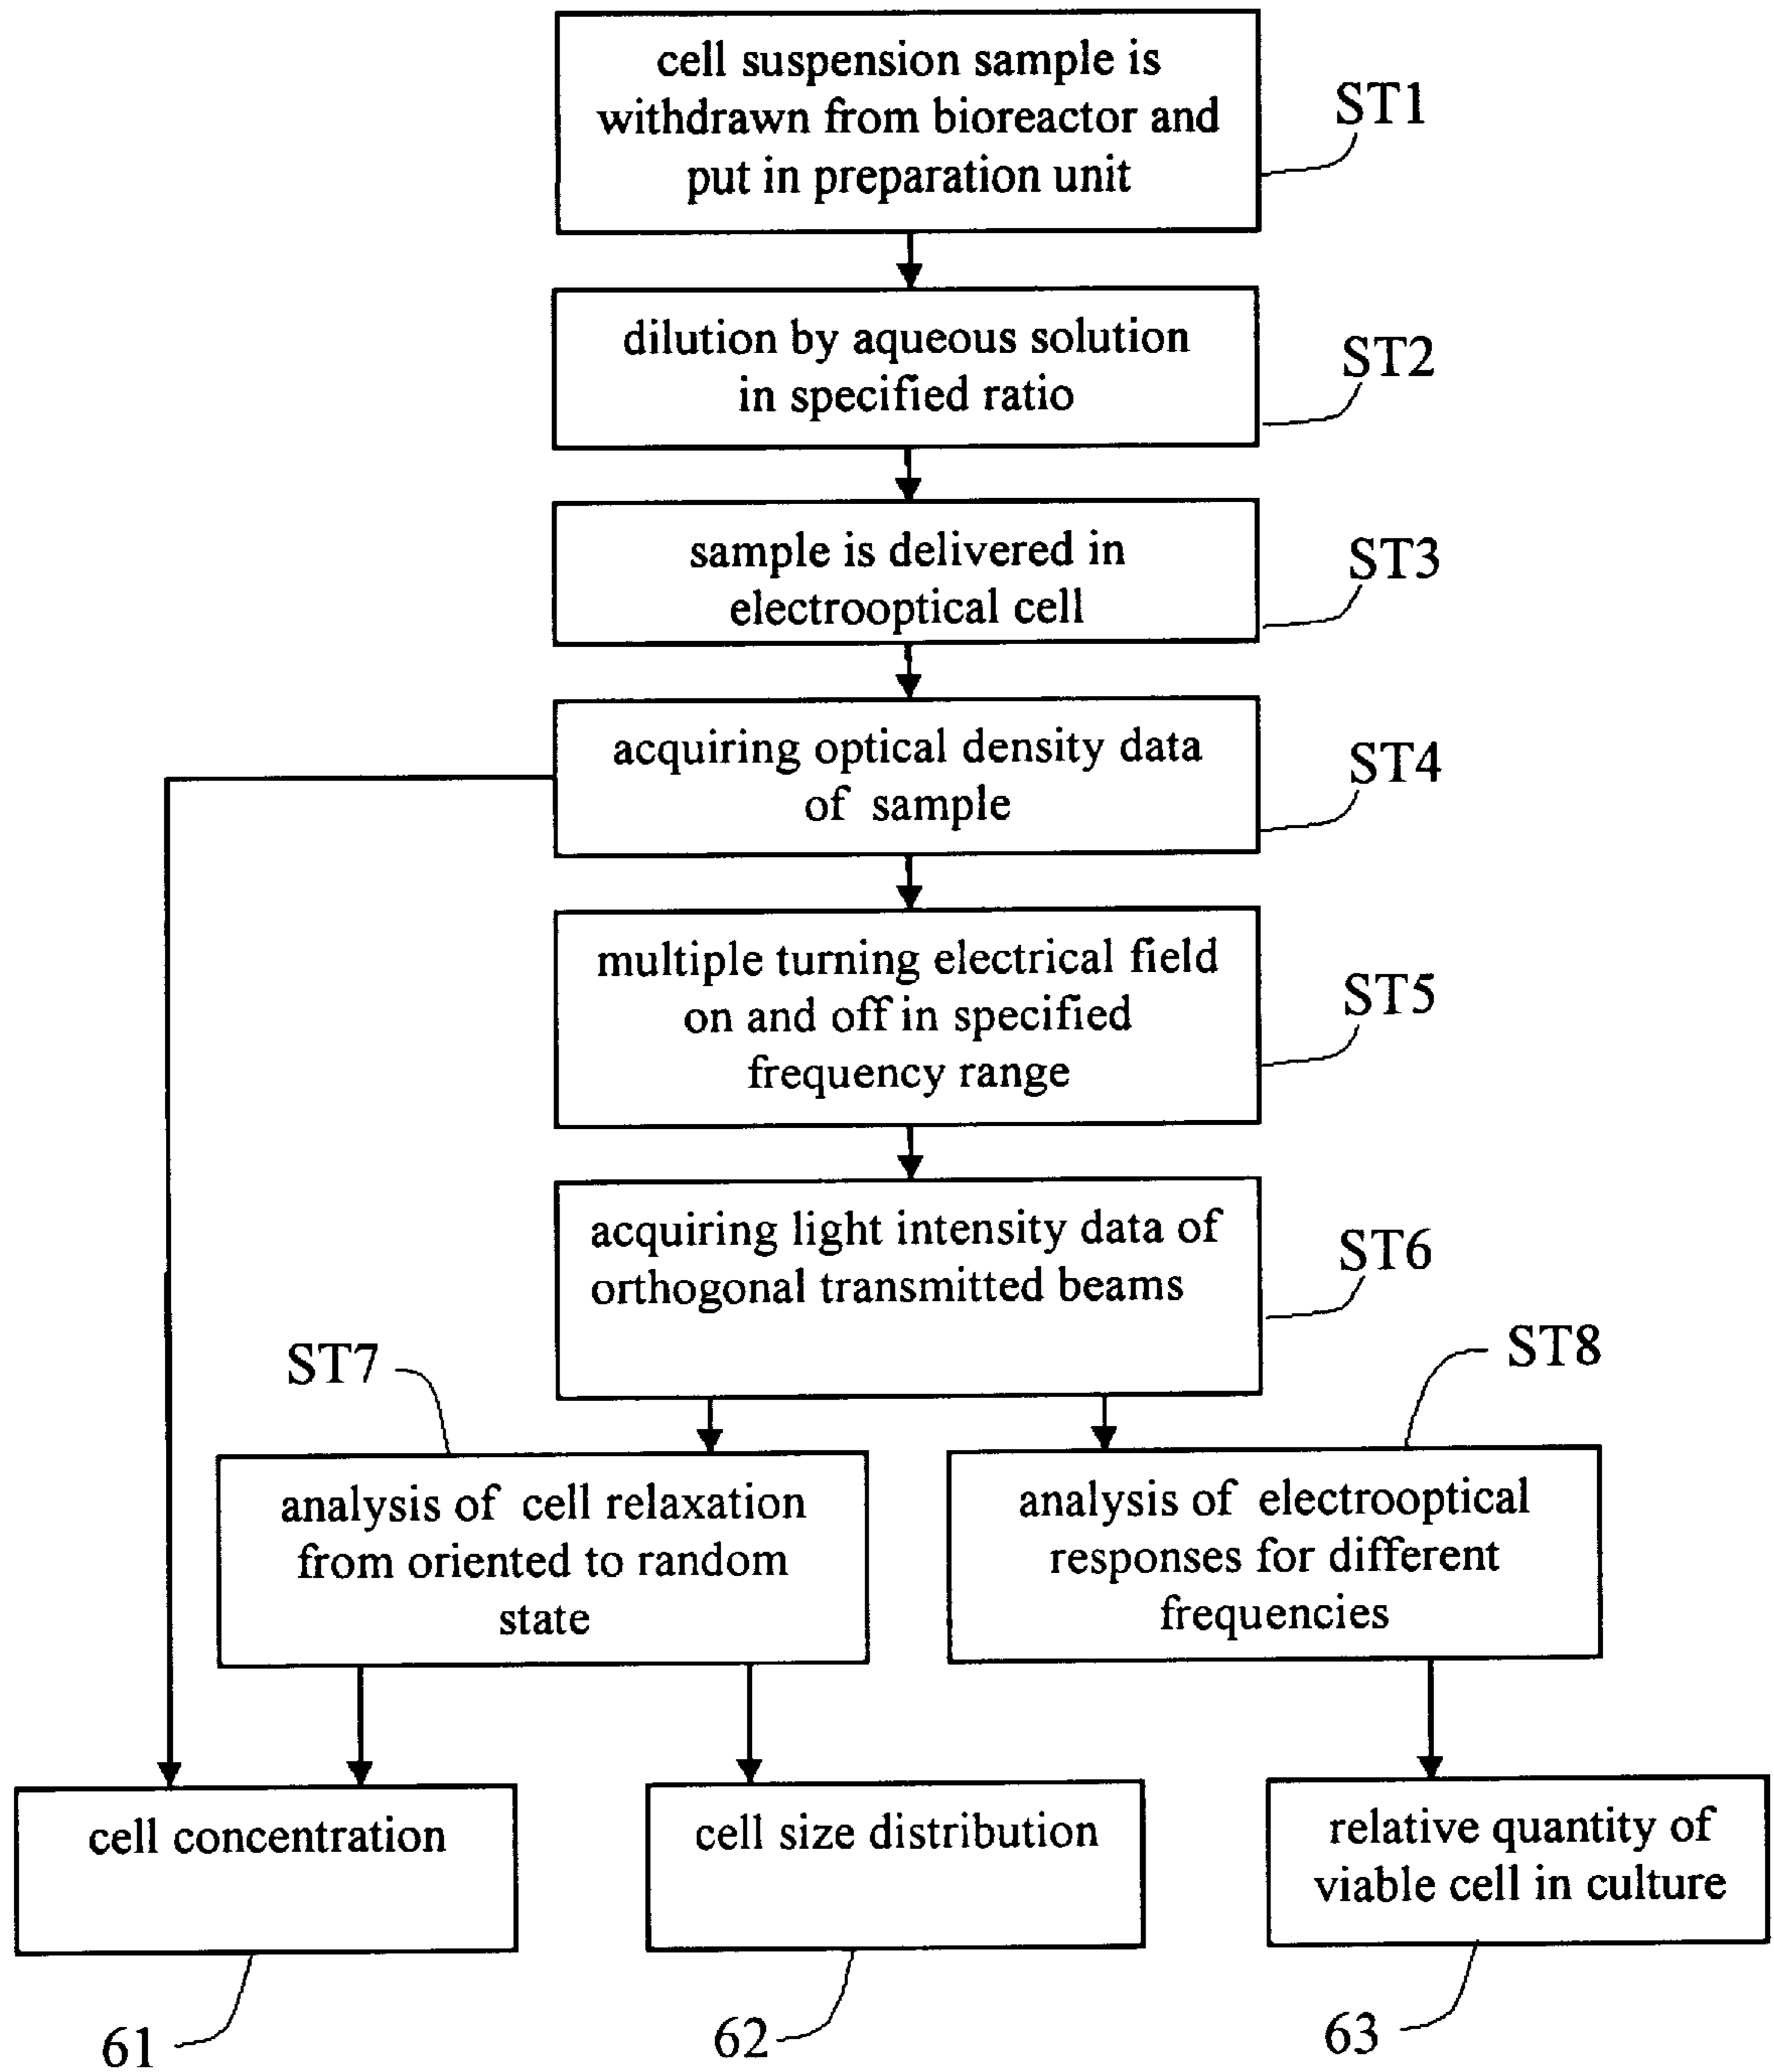 cell suspension sample is
withdrawn from bioreactor and
put in preparation unit
ST1
dilution by aqueous solution
in specified ratio
ST2
sample is delivered in
electrooptical cell
ST3
acquiring optical density data
of sample
ST4
multiple turning electrical field
on and off in specified
frequency range
ST5
acquiring light intensity data of
orthogonal transmitted beams
ST6
ST7
ST8
analysis of cell relaxation
from oriented to random
state
analysis of electrooptical
responses for different
frequencies
cell concentration
cell size distribution
relative quantity of
viable cell in culture
61
62
63